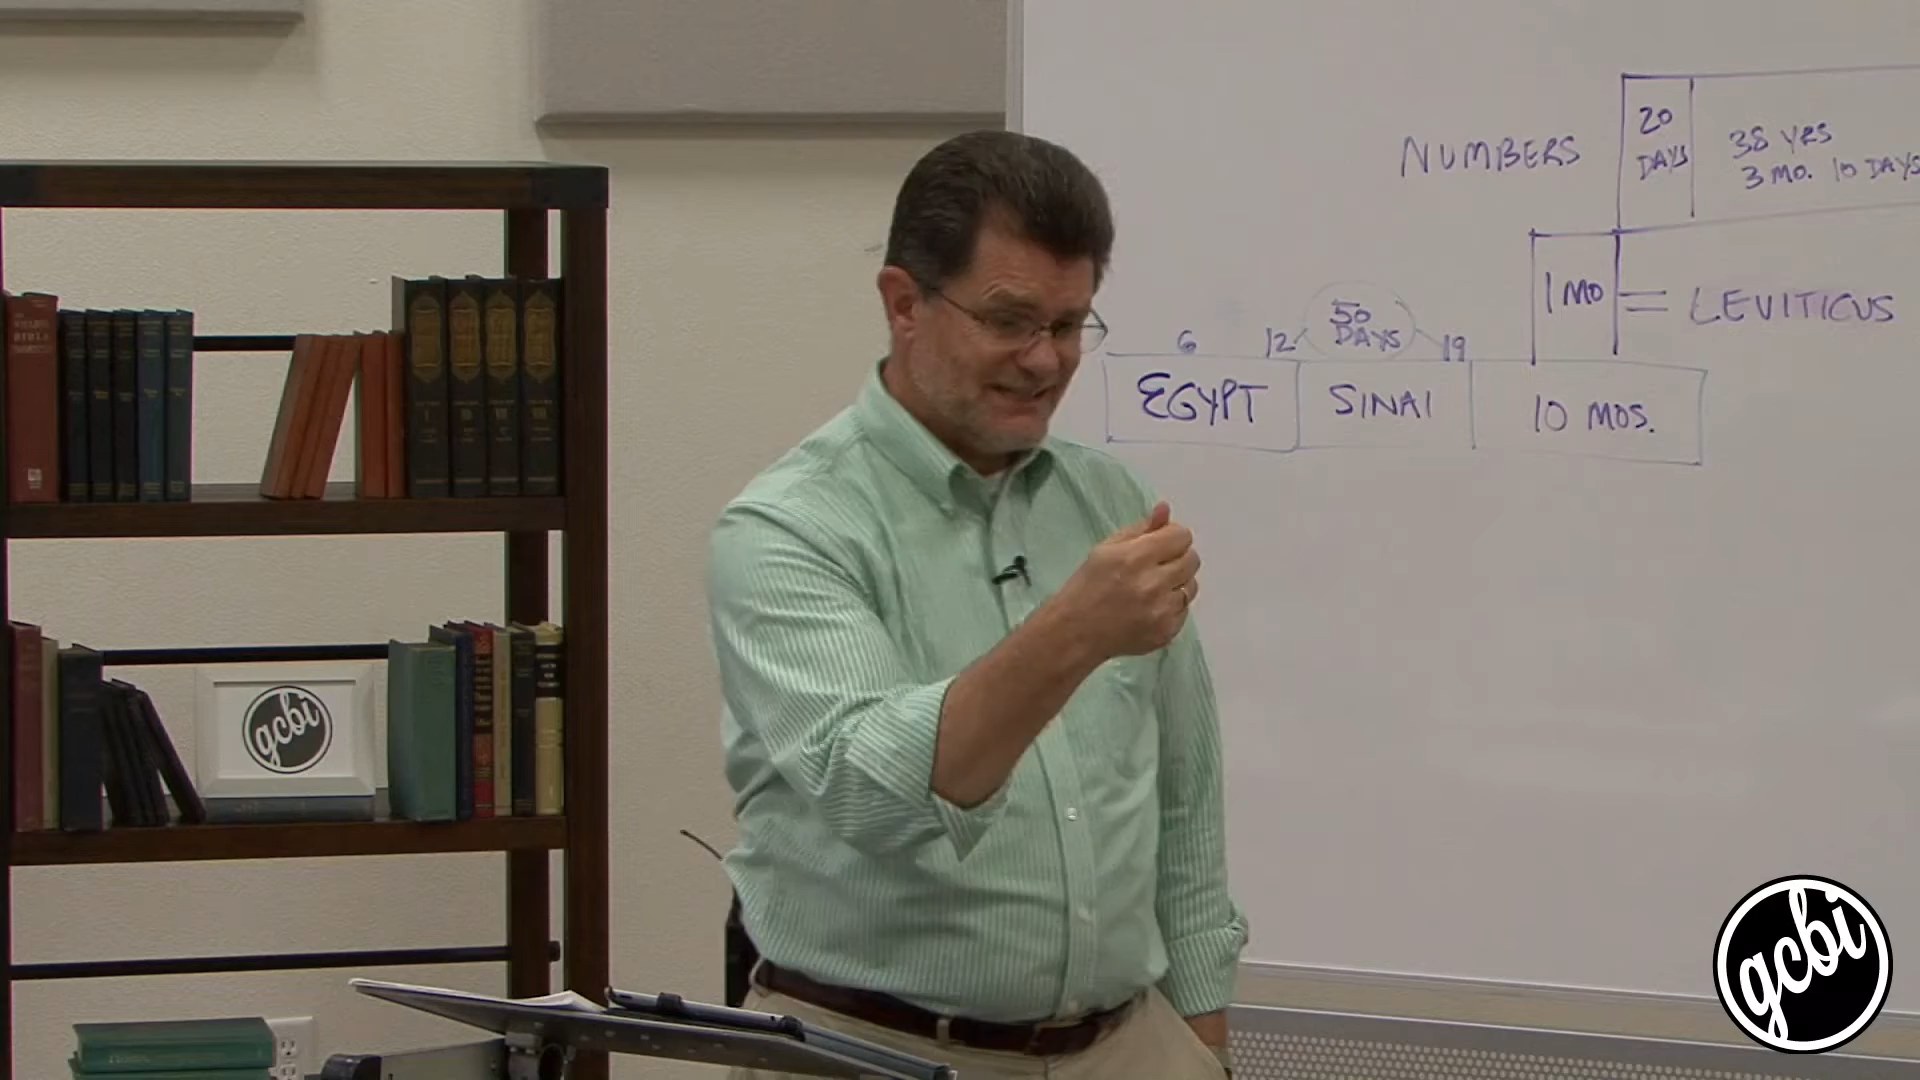 20
DAYS
NUMBERS
38 YRS
3 MO. 10 DAYS
1 MO
= LEVITICUS
50
DAYS
6
12
19
EGYPT
SINAI
10 MOS.
gcbi
gcbi